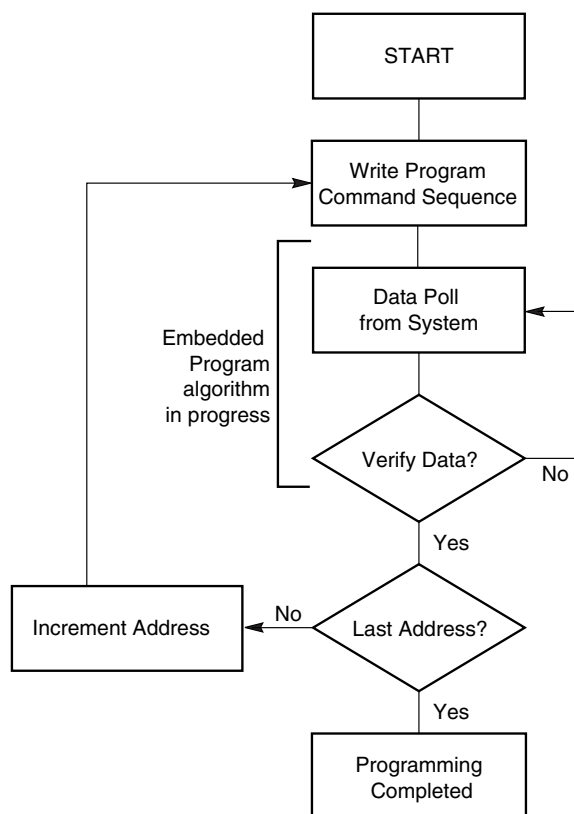 START
Write Program
Command Sequence
Data Poll
from System
Embedded
Program
algorithm
in progress
Verify Data?
No
Yes
No
Increment Address
Last Address?
Yes
Programming
Completed